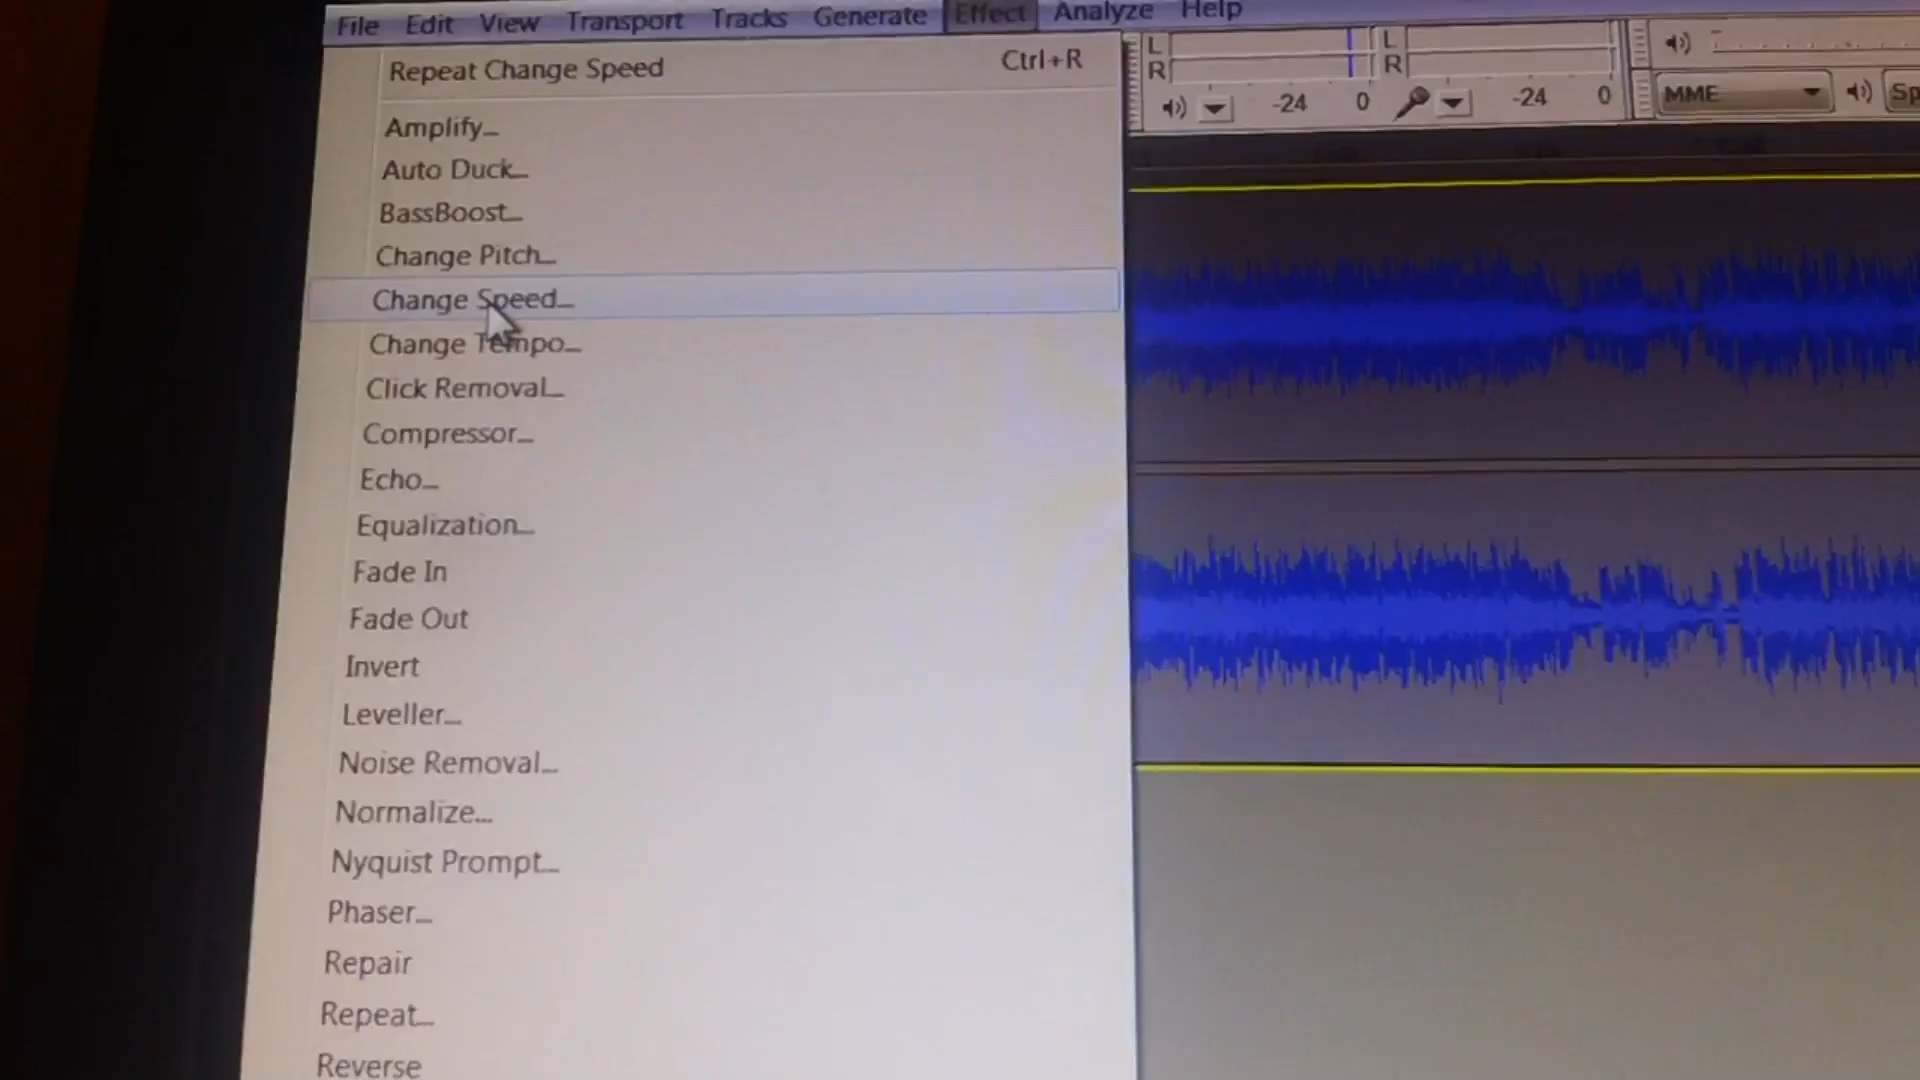 File Edit View Transport Tracks Generate Effect Analyze Help
Repeat Change Speed Ctrl+R
Amplify...
Auto Duck...
BassBoost...
Change Pitch...
Change Speed...
Change Tempo...
Click Removal...
Compressor...
Echo...
Equalization...
Fade In
Fade Out
Invert
Leveller...
Noise Removal...
Normalize...
Nyquist Prompt...
Phaser...
Repair
Repeat...
Reverse
L L
R R
-24 0 -24 0
MME Sp